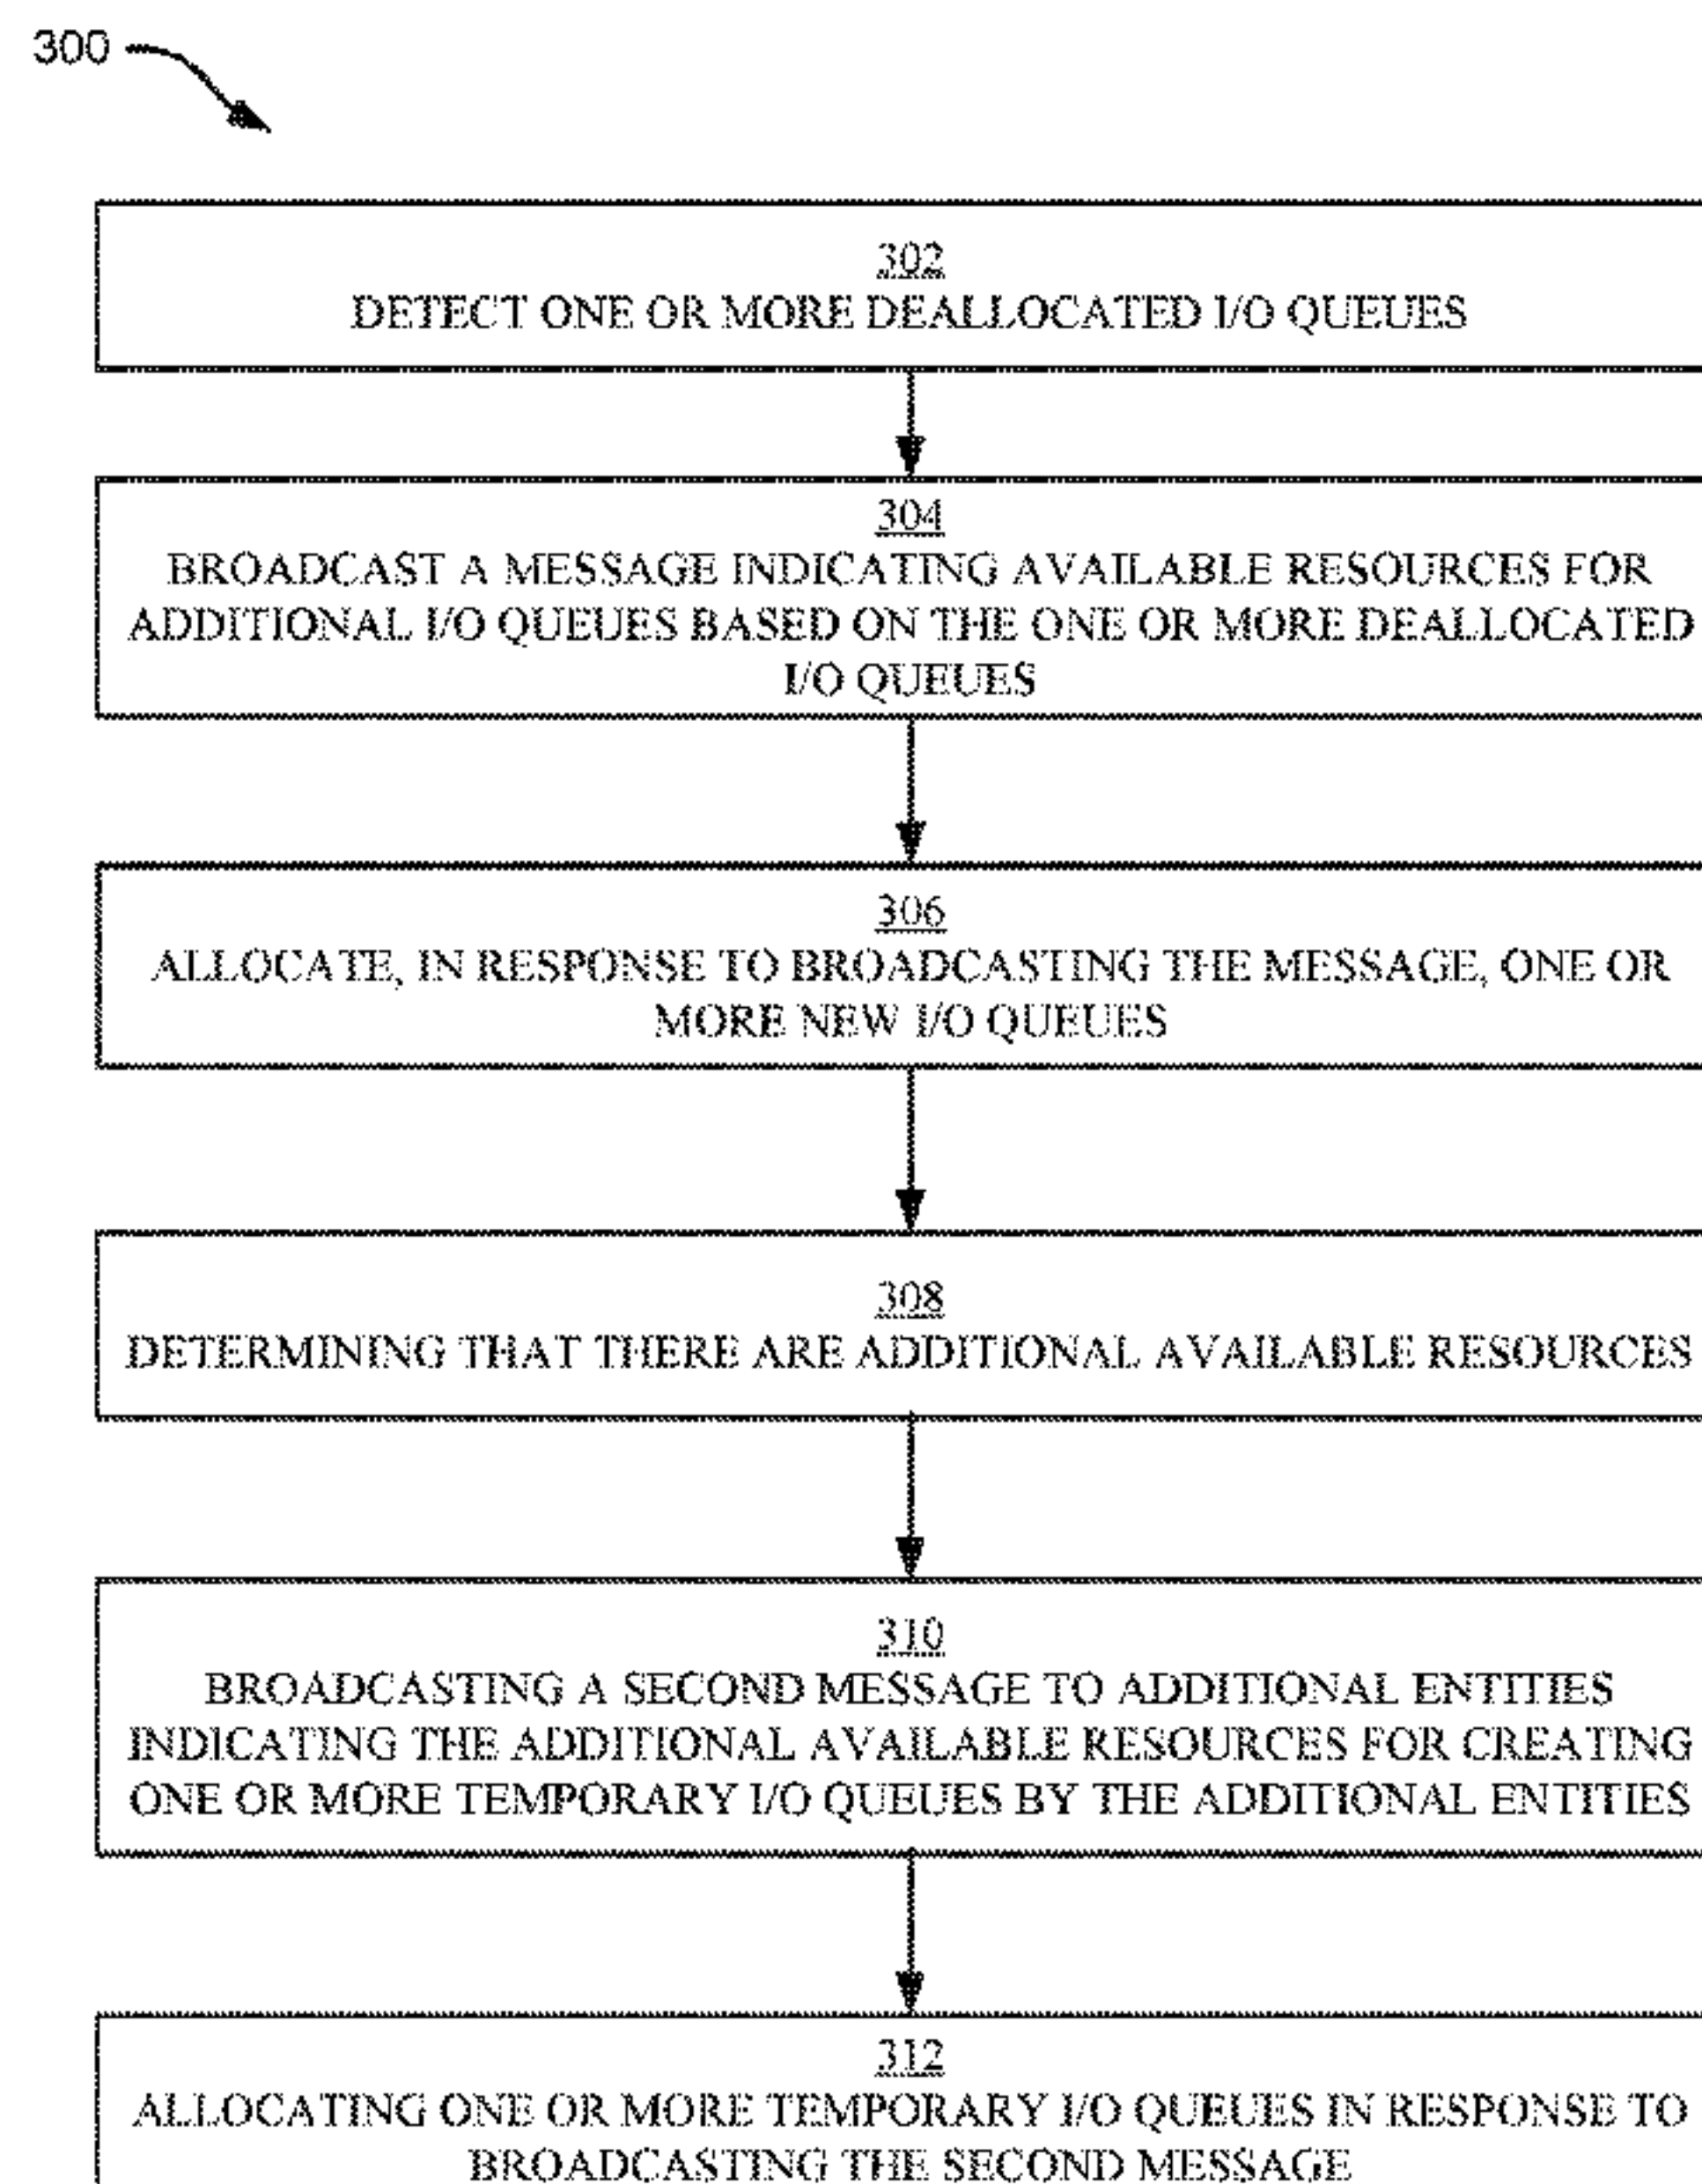 300
302
DETECT ONE OR MORE DEALLOCATED I/O QUEUES
304
BROADCAST A MESSAGE INDICATING AVAILABLE RESOURCES FOR
ADDITIONAL I/O QUEUES BASED ON THE ONE OR MORE DEALLOCATED
I/O QUEUES
306
ALLOCATE, IN RESPONSE TO BROADCASTING THE MESSAGE, ONE OR
MORE NEW I/O QUEUES
308
DETERMINING THAT THERE ARE ADDITIONAL AVAILABLE RESOURCES
310
BROADCASTING A SECOND MESSAGE TO ADDITIONAL ENTITIES
INDICATING THE ADDITIONAL AVAILABLE RESOURCES FOR CREATING
ONE OR MORE TEMPORARY I/O QUEUES BY THE ADDITIONAL ENTITIES
312
ALLOCATING ONE OR MORE TEMPORARY I/O QUEUES IN RESPONSE TO
BROADCASTING THE SECOND MESSAGE